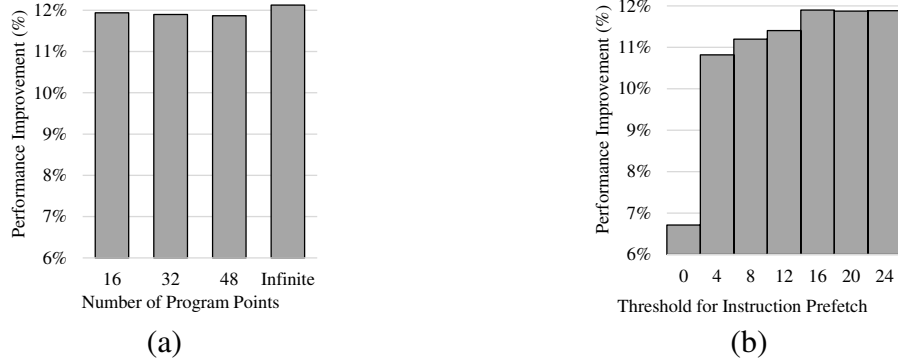 Performance Improvement (%)
12%
11%
10%
9%
8%
7%
6%
16 32 48 Infinite
Number of Program Points
(a)
Performance Improvement (%)
12%
11%
10%
9%
8%
7%
6%
0 4 8 12 16 20 24
Threshold for Instruction Prefetch
(b)